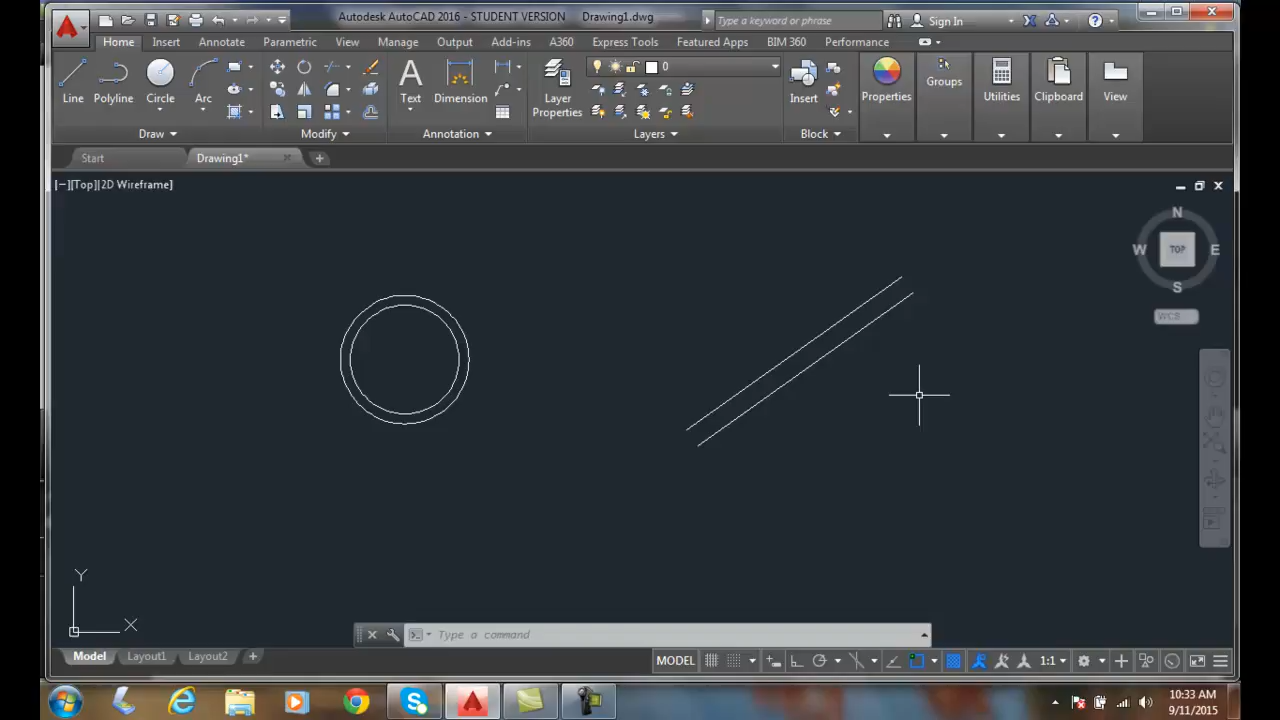 Autodesk AutoCAD 2016 - STUDENT VERSION Drawing1.dwg Type a keyword or phrase Sign In
Home Insert Annotate Parametric View Manage Output Add-ins A360 Express Tools Featured Apps BIM 360 Performance
Line Polyline Circle Arc Text Dimension Layer Properties 0 Insert Properties Groups Utilities Clipboard View
Draw Modify Annotation Layers Block
Start Drawing1*
[−][Top][2D Wireframe]
N
W TOP E
S
WCS
Y
X
Type a command
Model Layout1 Layout2 MODEL 1:1
10:33 AM
9/11/2015